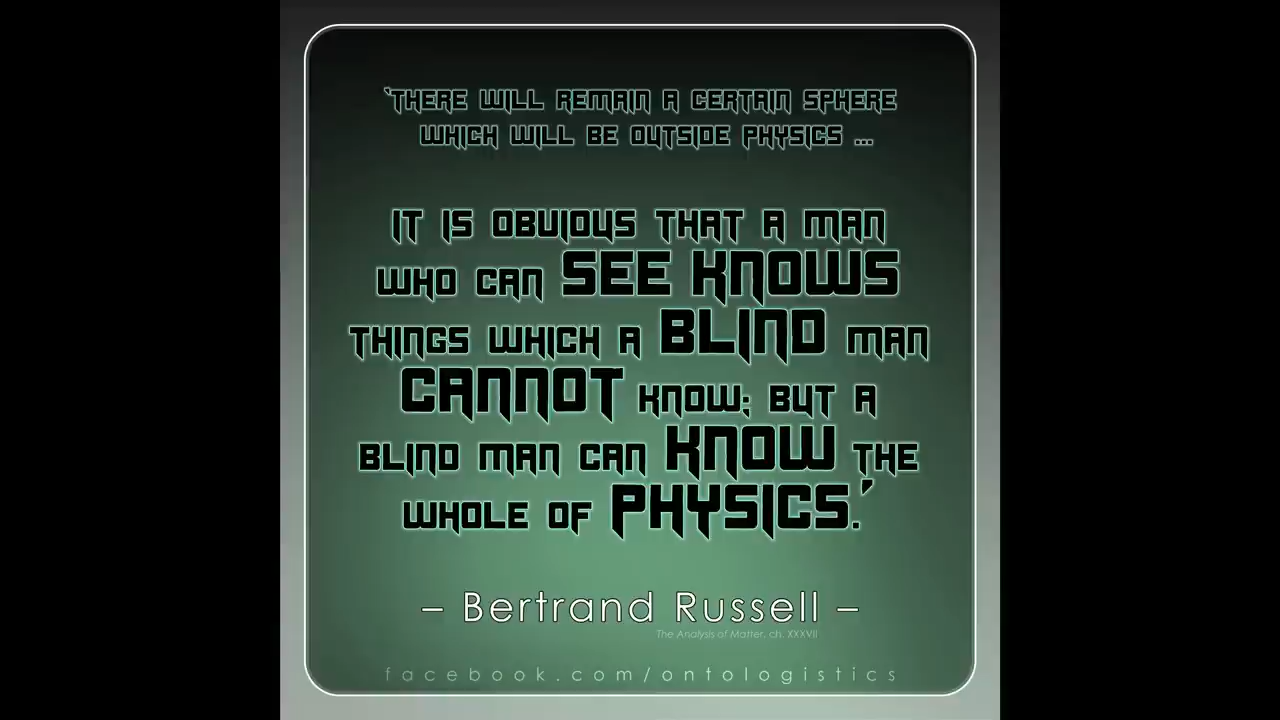 ‘THERE WILL REMAIN A CERTAIN SPHERE
WHICH WILL BE OUTSIDE PHYSICS ...
IT IS OBVIOUS THAT A MAN
WHO CAN SEE KNOWS
THINGS WHICH A BLIND MAN
CANNOT KNOW; BUT A
BLIND MAN CAN KNOW THE
WHOLE OF PHYSICS.’
– Bertrand Russell –
The Analysis of Matter, ch. XXXVII
facebook.com/ontologistics